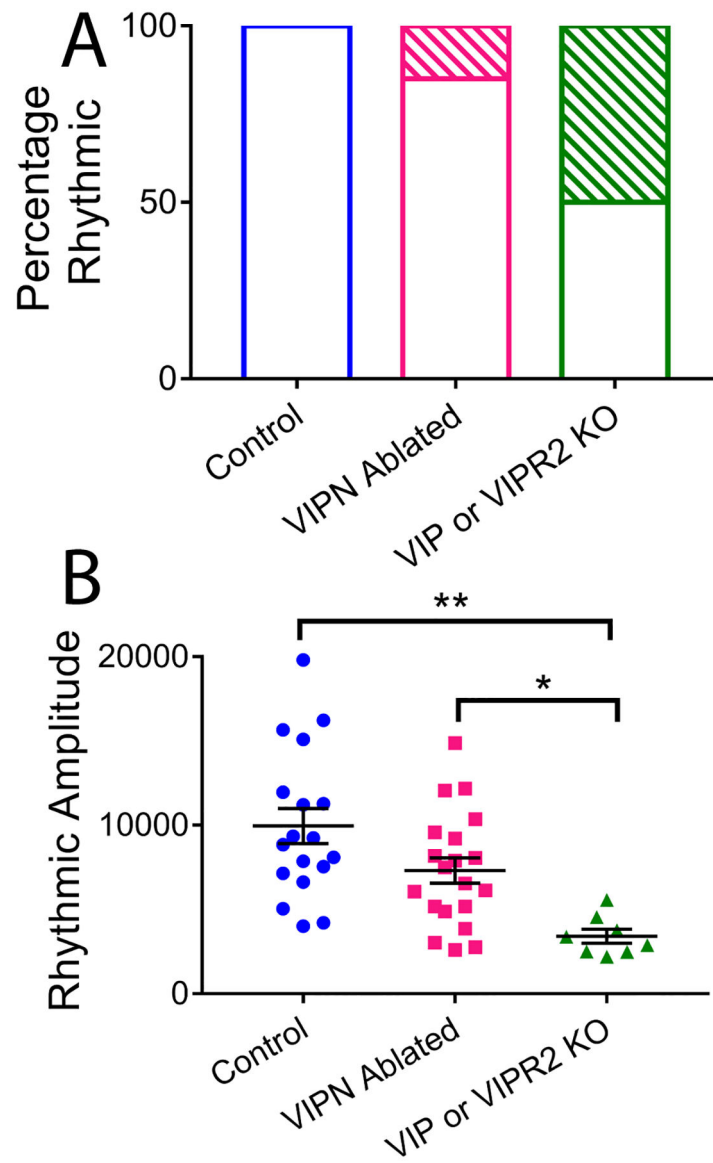 A
Percentage
Rhythmic
100
50
0
Control
VIPN Ablated
VIP or VIPR2 KO
B
Rhythmic Amplitude
**
*
20000
10000
0
Control
VIPN Ablated
VIP or VIPR2 KO